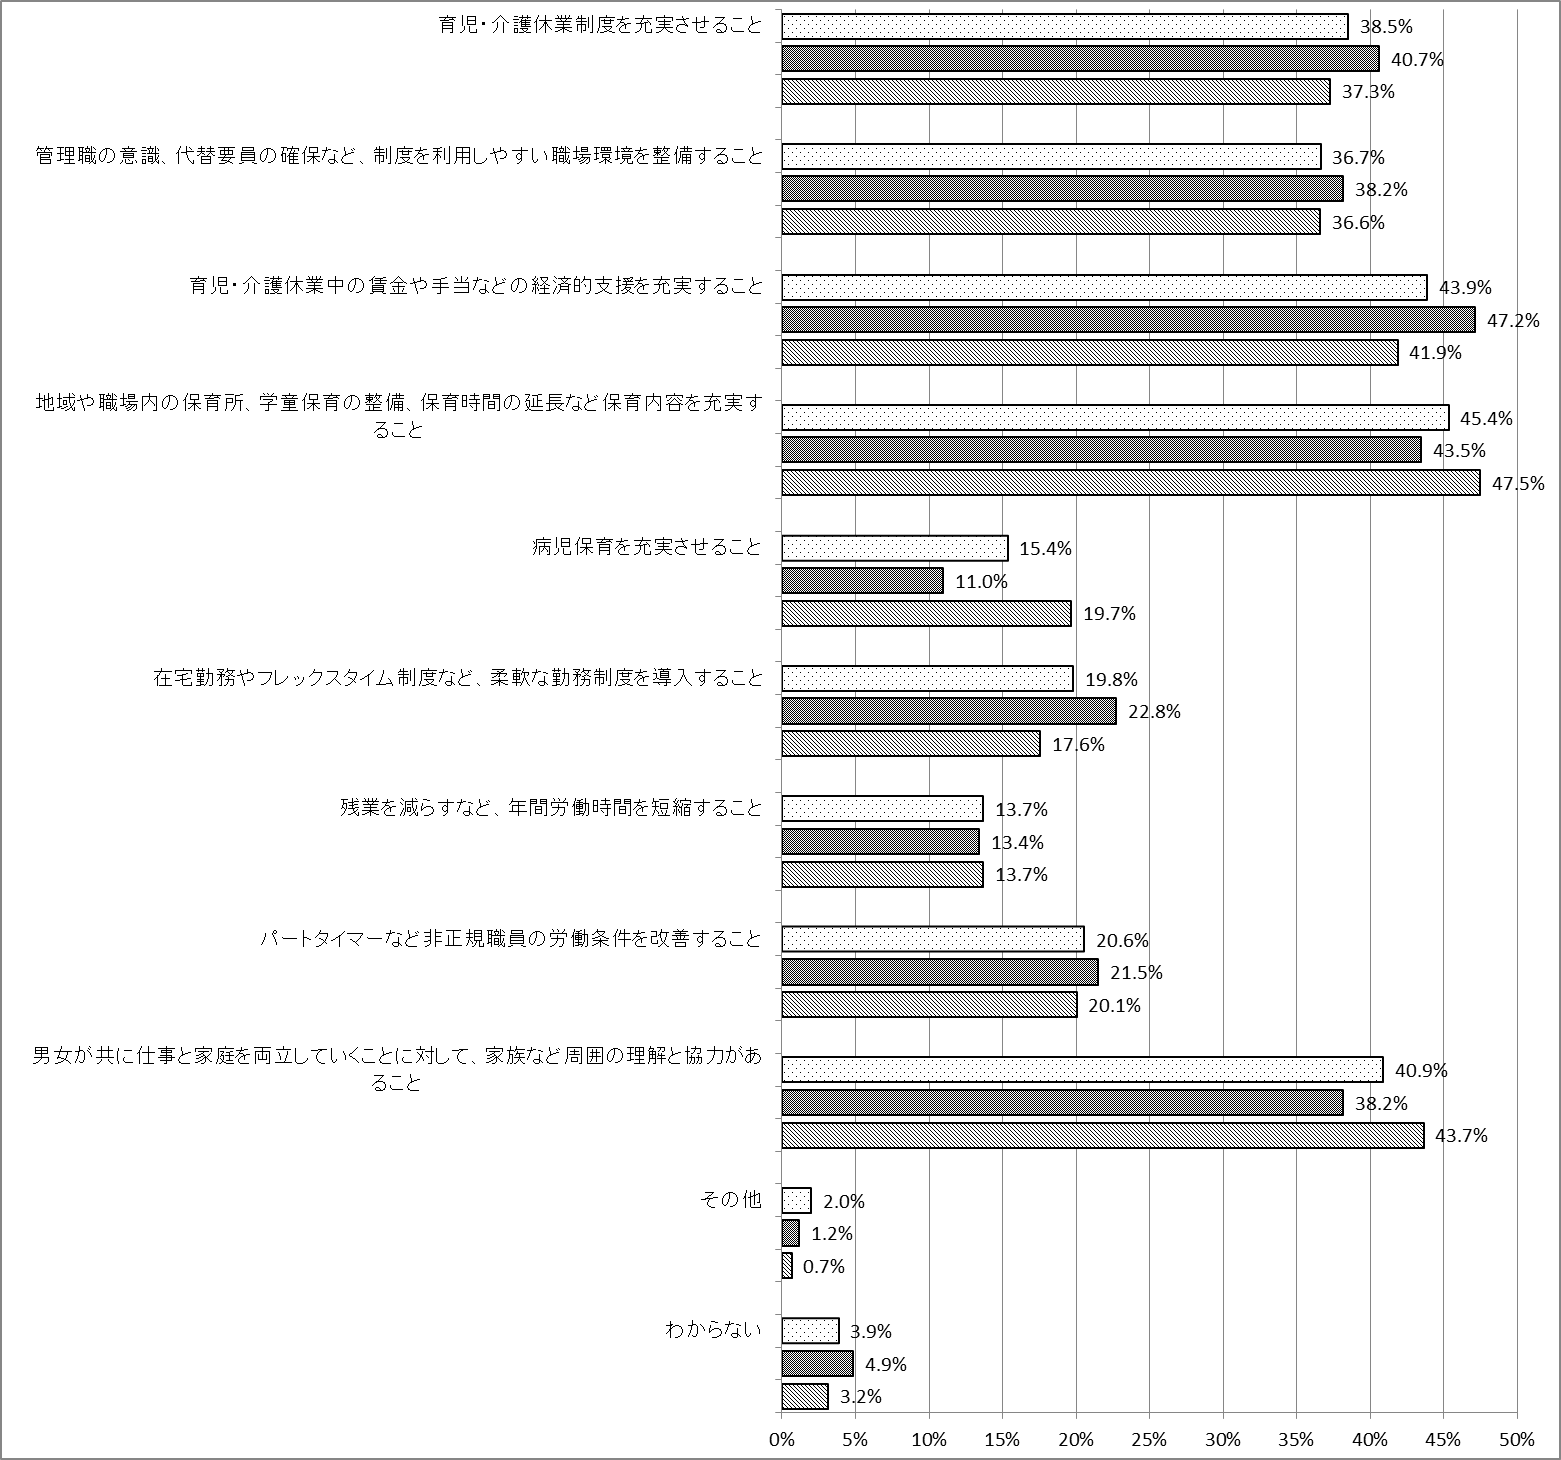 育児・介護休業制度を充実させること
38.5%
40.7%
37.3%
管理職の意識、代替要員の確保など、制度を利用しやすい職場環境を整備すること
36.7%
38.2%
36.6%
育児・介護休業中の賃金や手当などの経済的支援を充実すること
43.9%
47.2%
41.9%
地域や職場内の保育所、学童保育の整備、保育時間の延長など保育内容を充実す
ること
45.4%
43.5%
47.5%
病児保育を充実させること
15.4%
11.0%
19.7%
在宅勤務やフレックスタイム制度など、柔軟な勤務制度を導入すること
19.8%
22.8%
17.6%
残業を減らすなど、年間労働時間を短縮すること
13.7%
13.4%
13.7%
パートタイマーなど非正規職員の労働条件を改善すること
20.6%
21.5%
20.1%
男女が共に仕事と家庭を両立していくことに対して、家族など周囲の理解と協力があ
ること
40.9%
38.2%
43.7%
その他
2.0%
1.2%
0.7%
わからない
3.9%
4.9%
3.2%
0% 5% 10% 15% 20% 25% 30% 35% 40% 45% 50%